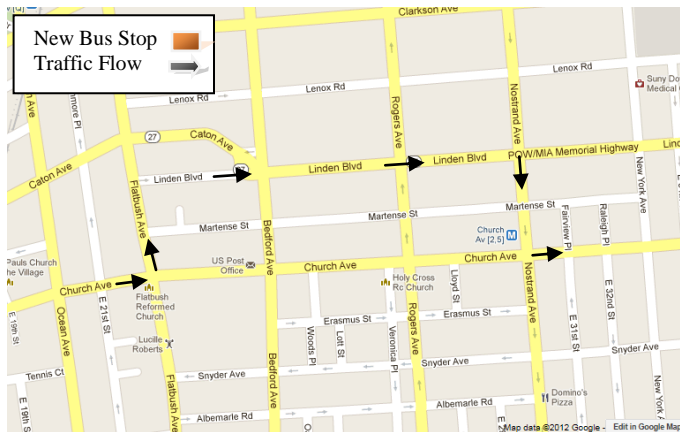 New Bus Stop
Traffic Flow
Clarkson Ave
Lenox Rd
Lenox Rd
Lenox Rd
Suny Do
Medical
Rogers Ave
Nostrand Ave
27
Caton Ave
Caton Ave
Linden Blvd
Linden Blvd
Linden Blvd
POW/MIA Memorial Highway
Flatbush Ave
Martense St
Martense St
Martense St
New York Ave
Bedford Ave
Church
Av [2,5]
M
Fairview Pl
Raleigh Pl
Pauls Church
the Village
US Post
Office
Church Ave
Church Ave
Church Ave
Flatbush
Reformed
Church
Holy Cross
Rc Church
Lloyd St
E 19th St
Ocean Ave
E 21st St
Erasmus St
Erasmus St
Rogers Ave
Nostrand Ave
E 31st St
E 32nd St
Lucille
Roberts
Woods Pl
Lott St
Veronica Pl
Snyder Ave
Snyder Ave
Snyder Ave
Tennis Ct
E 19th St
Flatbush Ave
Bedford Ave
Albemarle Rd
Albemarle Rd
Domino's
Pizza
New York A
Map data ©2012 Google -
Edit in Google Map